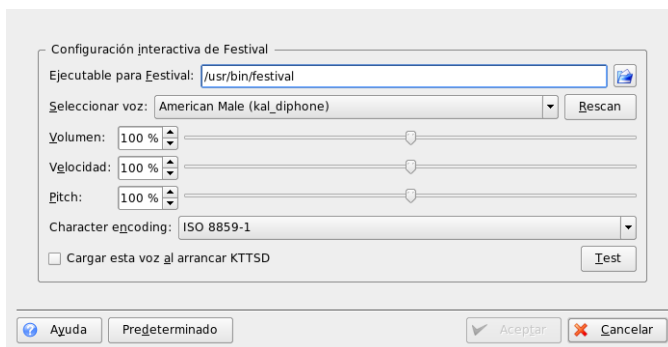 Configuración interactiva de Festival
Ejecutable para Festival: /usr/bin/festival
Seleccionar voz: American Male (kal_diphone) Rescan
Volumen: 100 %
Velocidad: 100 %
Pitch: 100 %
Character encoding: ISO 8859-1
Cargar esta voz al arrancar KTTSD Test
Ayuda Predeterminado Aceptar Cancelar